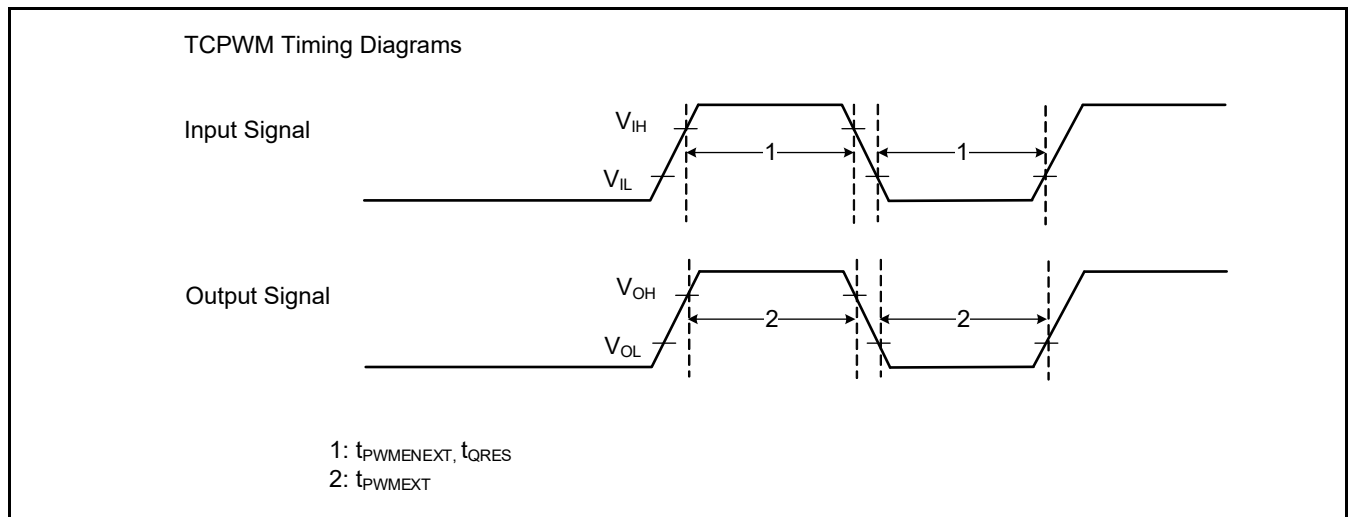 TCPWM Timing Diagrams
Input Signal
VIH
1
1
VIL
Output Signal
VOH
2
2
VOL
1: tPWMENEXT, tQRES
2: tPWMEXT